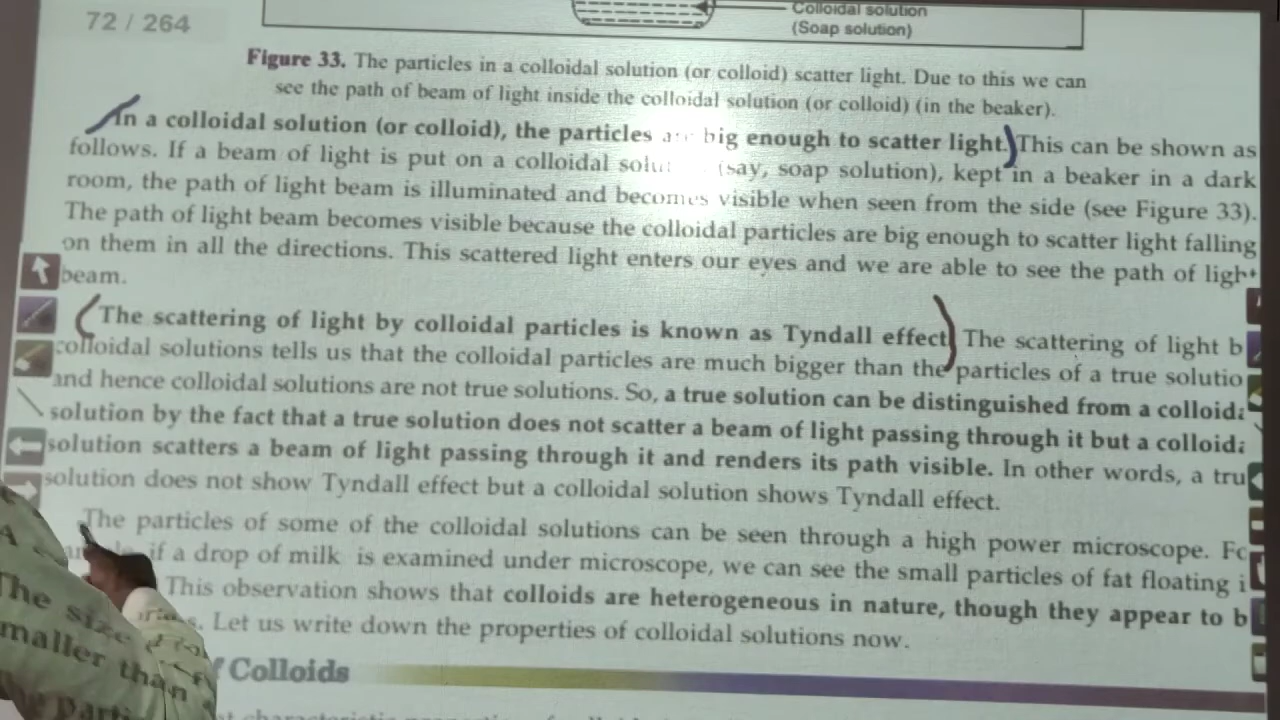 72 / 264
Colloidal solution
(Soap solution)
Figure 33. The particles in a colloidal solution (or colloid) scatter light. Due to this we can
see the path of beam of light inside the colloidal solution (or colloid) (in the beaker).
In a colloidal solution (or colloid), the particles are big enough to scatter light. This can be shown as
follows. If a beam of light is put on a colloidal (say, soap solution), kept in a beaker in a dark
room, the path of light beam is illuminated and becomes visible when seen from the side (see Figure 33).
The path of light beam becomes visible because the colloidal particles are big enough to scatter light falling
on them in all the directions. This scattered light enters our eyes and we are able to see the path of light
beam.
The scattering of light by colloidal particles is known as Tyndall effect The scattering of light b
colloidal solutions tells us that the colloidal particles are much bigger than the particles of a true solutio
and hence colloidal solutions are not true solutions. So, a true solution can be distinguished from a colloida
solution by the fact that a true solution does not scatter a beam of light passing through it but a colloida
solution scatters a beam of light passing through it and renders its path visible. In other words, a tru
solution does not show Tyndall effect but a colloidal solution shows Tyndall effect.
The particles of some of the colloidal solutions can be seen through a high power microscope. Fo
if a drop of milk is examined under microscope, we can see the small particles of fat floating i
This observation shows that colloids are heterogeneous in nature, though they appear to b
Let us write down the properties of colloidal solutions now.
of Colloids
The size
maller than
characteristic